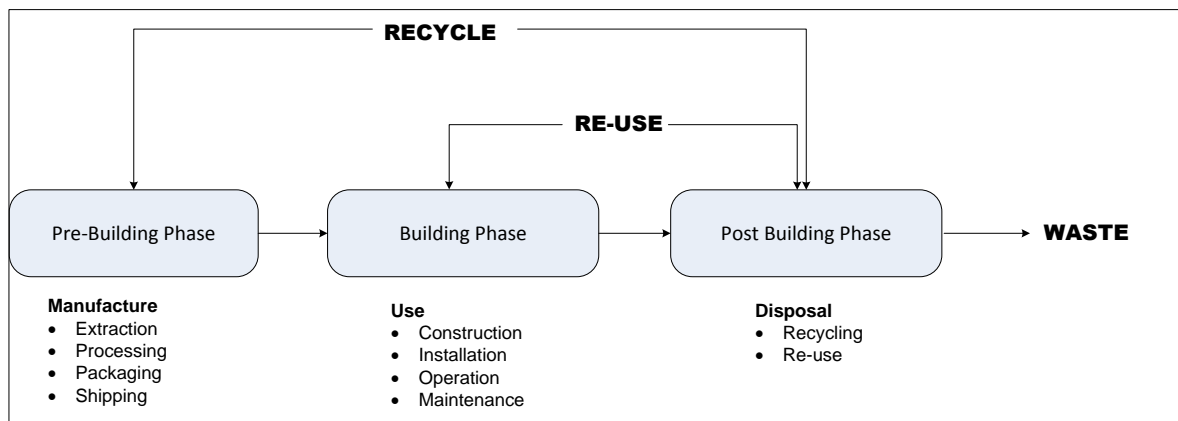 RECYCLE
RE-USE
Pre-Building Phase
Building Phase
Post Building Phase
WASTE
Manufacture
• Extraction
• Processing
• Packaging
• Shipping
Use
• Construction
• Installation
• Operation
• Maintenance
Disposal
• Recycling
• Re-use